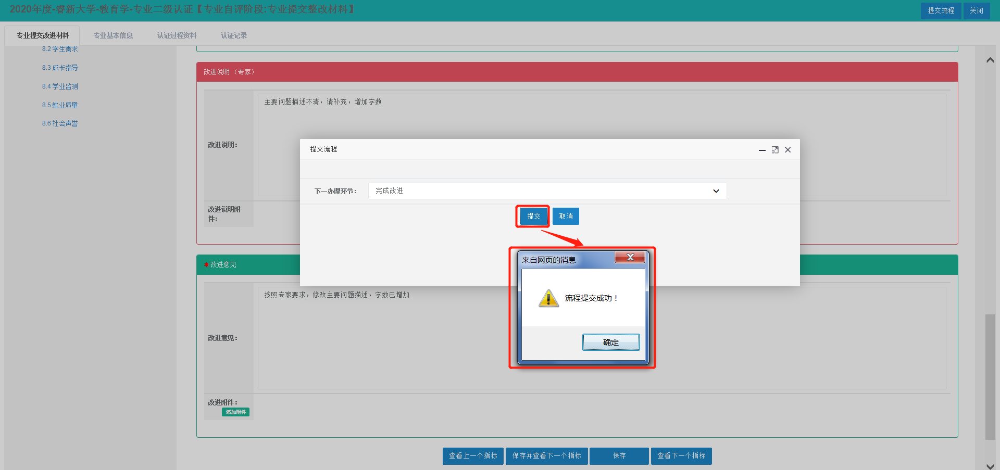 2020年度-睿新大学-教育学-专业二级认证【专业自评阶段:专业提交整改材料】
提交流程 关闭
专业提交改进材料 专业基本信息 认证过程资料 认证记录
8.2 学生需求
8.3 成长指导
8.4 学业监测
8.5 就业质量
8.6 社会声誉
改进说明（专家）
改进说明：
主要问题描述不清，请补充，增加字数
改进说明附
件：
提交流程
下一办理环节：
完成改进
提交 取消
来自网页的消息
流程提交成功！
确定
* 改进意见
改进意见：
按照专家要求，修改主要问题描述，字数已增加
改进附件：
添加附件
查看上一个指标 保存并查看下一个指标 保存 查看下一个指标